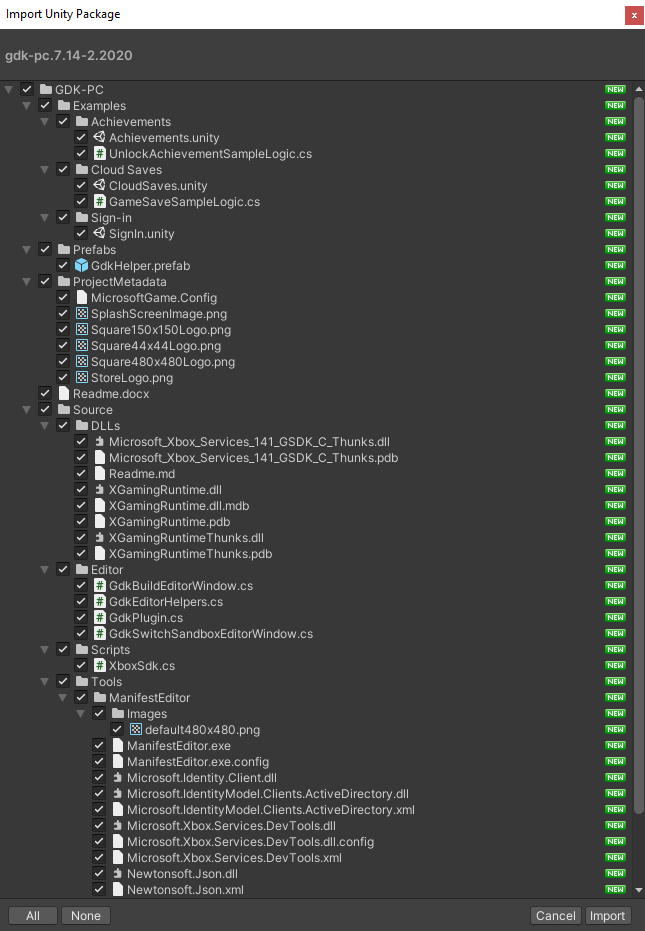 Import Unity Package
x
gdk-pc.7.14-2.2020
GDK-PC NEW
Examples NEW
Achievements NEW
Achievements.unity NEW
UnlockAchievementSampleLogic.cs NEW
Cloud Saves NEW
CloudSaves.unity NEW
GameSaveSampleLogic.cs NEW
Sign-in NEW
SignIn.unity NEW
Prefabs NEW
GdkHelper.prefab NEW
ProjectMetadata NEW
MicrosoftGame.Config NEW
SplashScreenImage.png NEW
Square150x150Logo.png NEW
Square44x44Logo.png NEW
Square480x480Logo.png NEW
StoreLogo.png NEW
Readme.docx NEW
Source NEW
DLLs NEW
Microsoft_Xbox_Services_141_GSDK_C_Thunks.dll NEW
Microsoft_Xbox_Services_141_GSDK_C_Thunks.pdb NEW
Readme.md NEW
XGamingRuntime.dll NEW
XGamingRuntime.dll.mdb NEW
XGamingRuntime.pdb NEW
XGamingRuntimeThunks.dll NEW
XGamingRuntimeThunks.pdb NEW
Editor NEW
# GdkBuildEditorWindow.cs NEW
# GdkEditorHelpers.cs NEW
# GdkPlugin.cs NEW
# GdkSwitchSandboxEditorWindow.cs NEW
Scripts NEW
# XboxSdk.cs NEW
Tools NEW
ManifestEditor NEW
Images NEW
default480x480.png NEW
ManifestEditor.exe NEW
ManifestEditor.exe.config NEW
Microsoft.Identity.Client.dll NEW
Microsoft.IdentityModel.Clients.ActiveDirectory.dll NEW
Microsoft.IdentityModel.Clients.ActiveDirectory.xml NEW
Microsoft.Xbox.Services.DevTools.dll NEW
Microsoft.Xbox.Services.DevTools.dll.config NEW
Microsoft.Xbox.Services.DevTools.xml NEW
Newtonsoft.Json.dll NEW
Newtonsoft.Json.xml NEW
All None Cancel Import